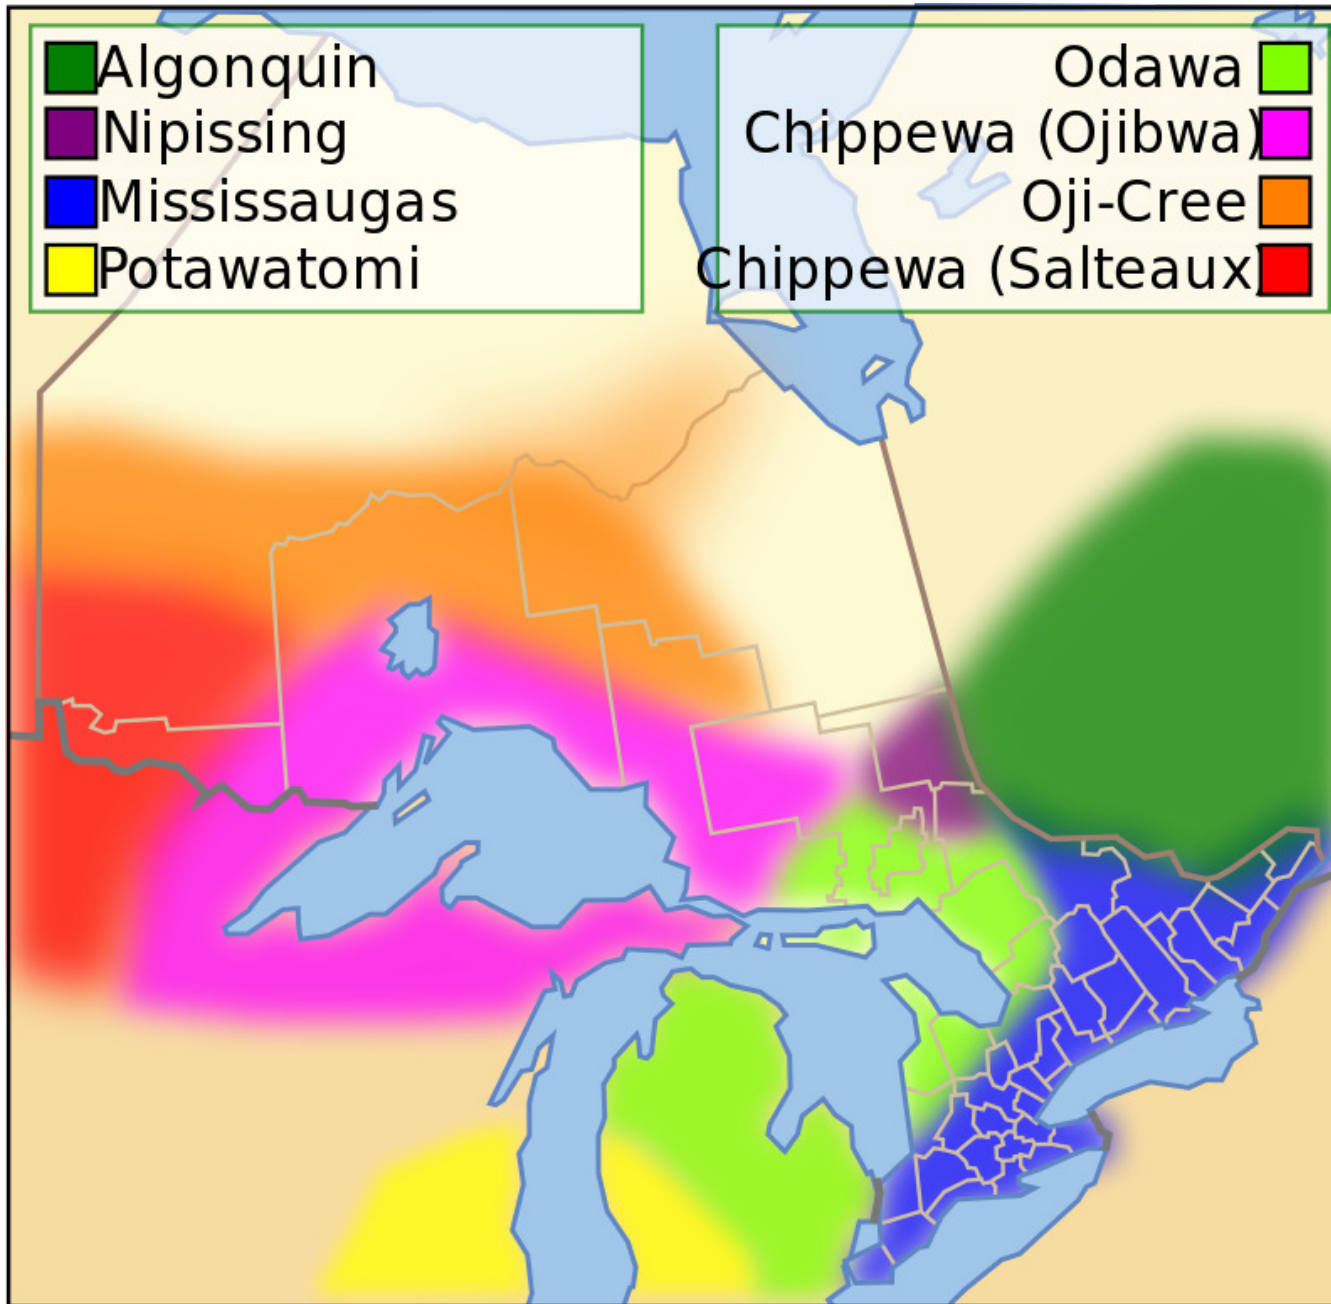 Algonquin
Nipissing
Mississaugas
Potawatomi
Odawa
Chippewa (Ojibwa)
Oji-Cree
Chippewa (Salteaux)